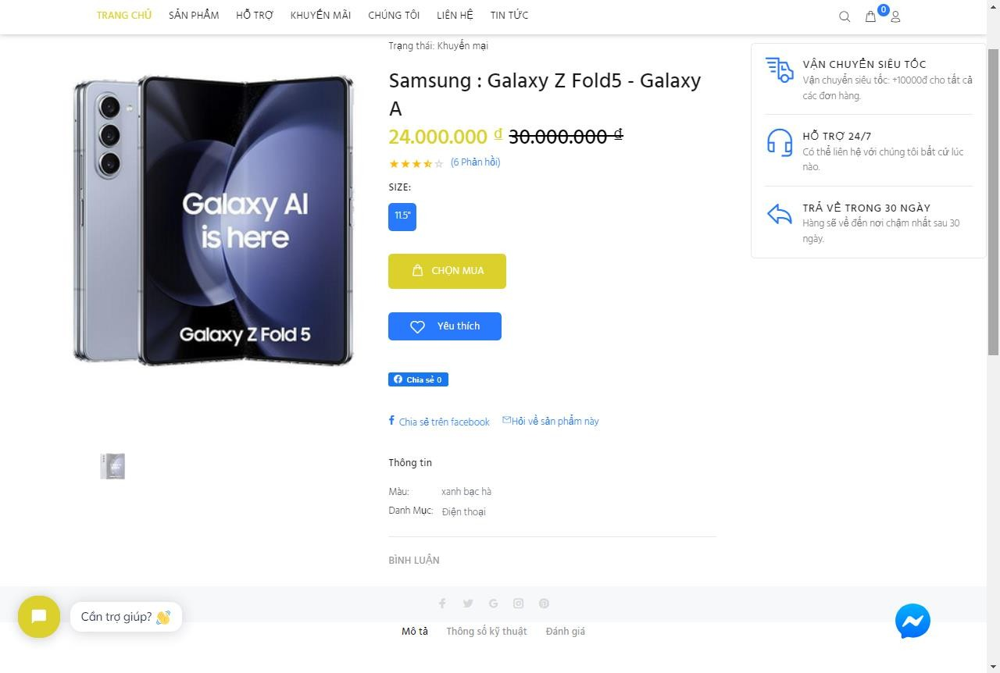 TRANG CHỦ SẢN PHẨM HỖ TRỢ KHUYẾN MÃI CHÚNG TÔI LIÊN HỆ TIN TỨC
0
Trạng thái: Khuyến mại
Samsung : Galaxy Z Fold5 - Galaxy
A
24.000.000 ₫ 30.000.000 ₫
(6 Phản hồi)
SIZE:
11.5"
CHỌN MUA
Yêu thích
Chia sẻ 0
Chia sẻ trên facebook Hỏi về sản phẩm này
Thông tin
Màu: xanh bạc hà
Danh Mục: Điện thoại
BÌNH LUẬN
Galaxy AI
is here
Galaxy Z Fold 5
VẬN CHUYỂN SIÊU TỐC
Vận chuyển siêu tốc: +10000đ cho tất cả
các đơn hàng.
HỖ TRỢ 24/7
Có thể liên hệ với chúng tôi bất cứ lúc
nào.
TRẢ VỀ TRONG 30 NGÀY
Hàng sẽ về đến nơi chậm nhất sau 30
ngày.
Cần trợ giúp? 👋
Mô tả Thông số kỹ thuật Đánh giá